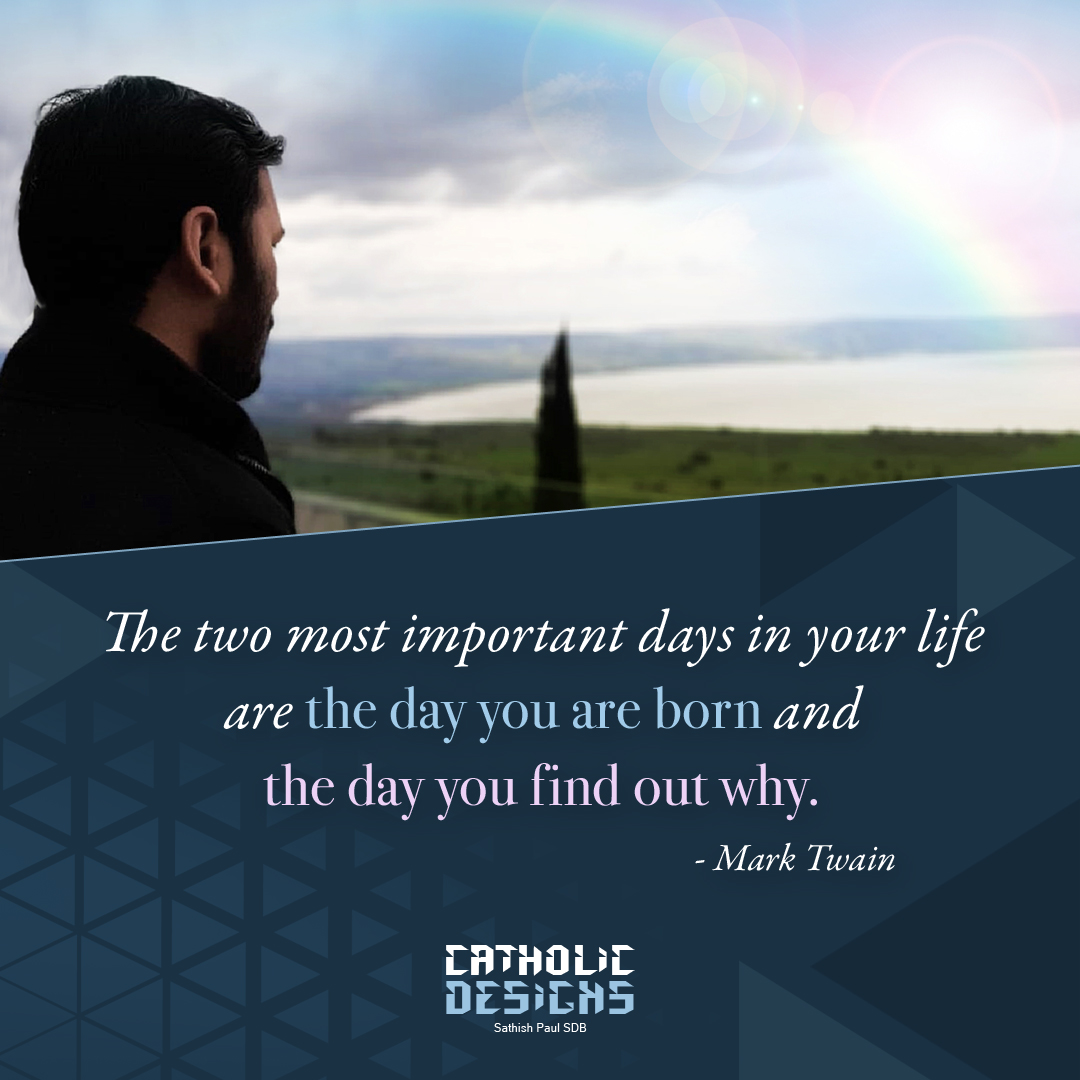 The two most important days in your life
are the day you are born and
the day you find out why.
- Mark Twain
CATHOLIC
DESIGNS
Sathish Paul SDB